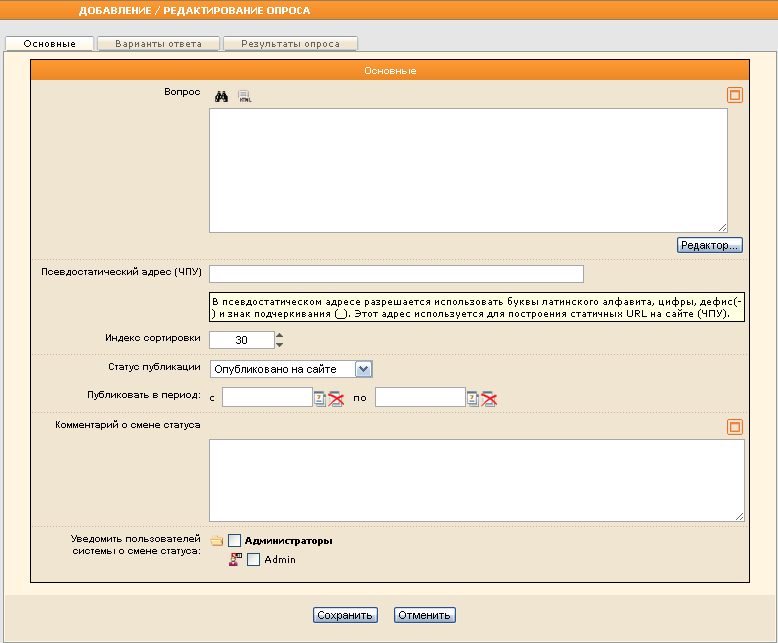 ДОБАВЛЕНИЕ / РЕДАКТИРОВАНИЕ ОПРОСА
Основные
Варианты ответа
Результаты опроса
Основные
Вопрос
HTML
Редактор...
Псевдостатический адрес (ЧПУ)
В псевдостатическом адресе разрешается использовать буквы латинского алфавита, цифры, дефис(-
) и знак подчеркивания (_). Этот адрес используется для построения статичных URL на сайте (ЧПУ).
Индекс сортировки
30
Статус публикации
Опубликовано на сайте
Публиковать в период:
с
по
Комментарий о смене статуса
Уведомить пользователей
системы о смене статуса:
Администраторы
Admin
Сохранить
Отменить